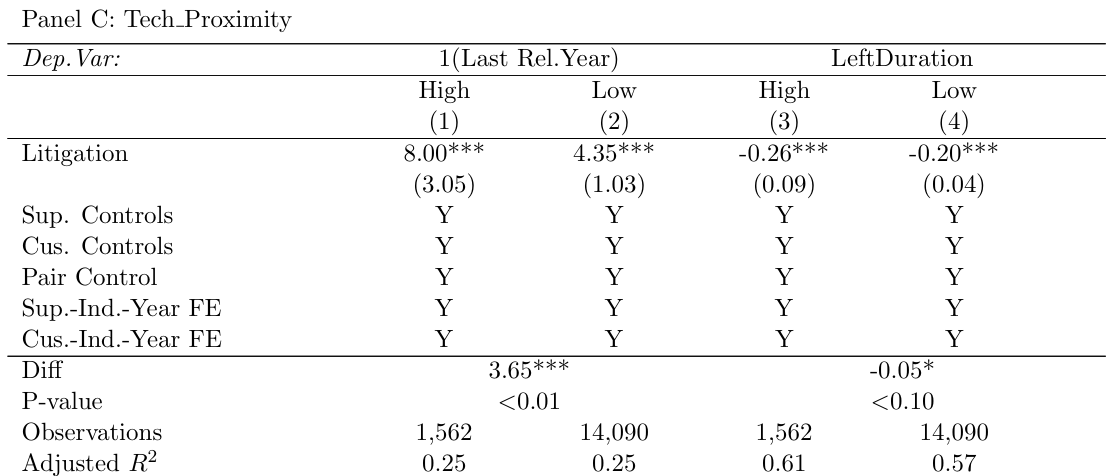 Panel C: Tech_Proximity
Dep.Var: 1(Last Rel.Year) LeftDuration
High Low High Low
(1) (2) (3) (4)
Litigation 8.00*** 4.35*** -0.26*** -0.20***
(3.05) (1.03) (0.09) (0.04)
Sup. Controls Y Y Y Y
Cus. Controls Y Y Y Y
Pair Control Y Y Y Y
Sup.-Ind.-Year FE Y Y Y Y
Cus.-Ind.-Year FE Y Y Y Y
Diff 3.65*** -0.05*
P-value <0.01 <0.10
Observations 1,562 14,090 1,562 14,090
Adjusted R² 0.25 0.25 0.61 0.57